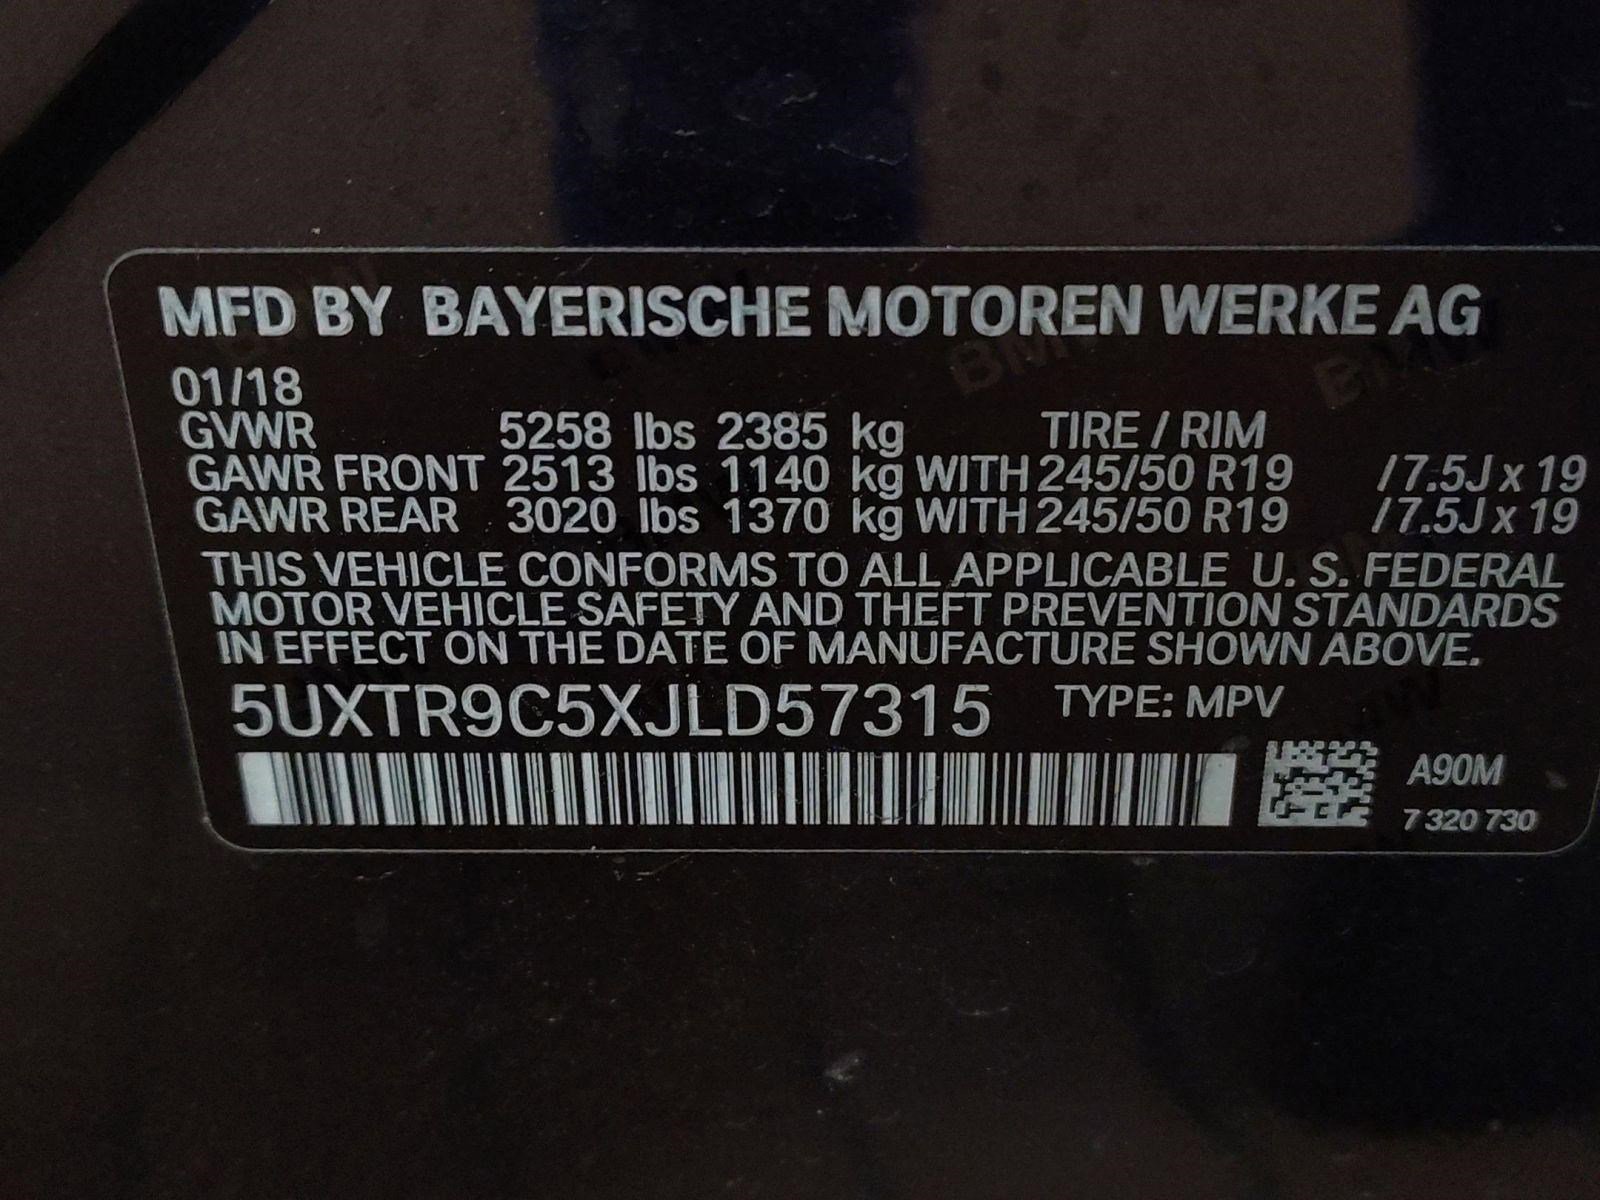 MFD BY BAYERISCHE MOTOREN WERKE AG
01/18
GVWR 5258 lbs 2385 kg TIRE / RIM
GAWR FRONT 2513 lbs 1140 kg WITH 245/50 R19 /7.5J x 19
GAWR REAR 3020 lbs 1370 kg WITH 245/50 R19 /7.5J x 19
THIS VEHICLE CONFORMS TO ALL APPLICABLE U. S. FEDERAL
MOTOR VEHICLE SAFETY AND THEFT PREVENTION STANDARDS
IN EFFECT ON THE DATE OF MANUFACTURE SHOWN ABOVE.
5UXTR9C5XJLD57315 TYPE: MPV
A90M
7 320 730